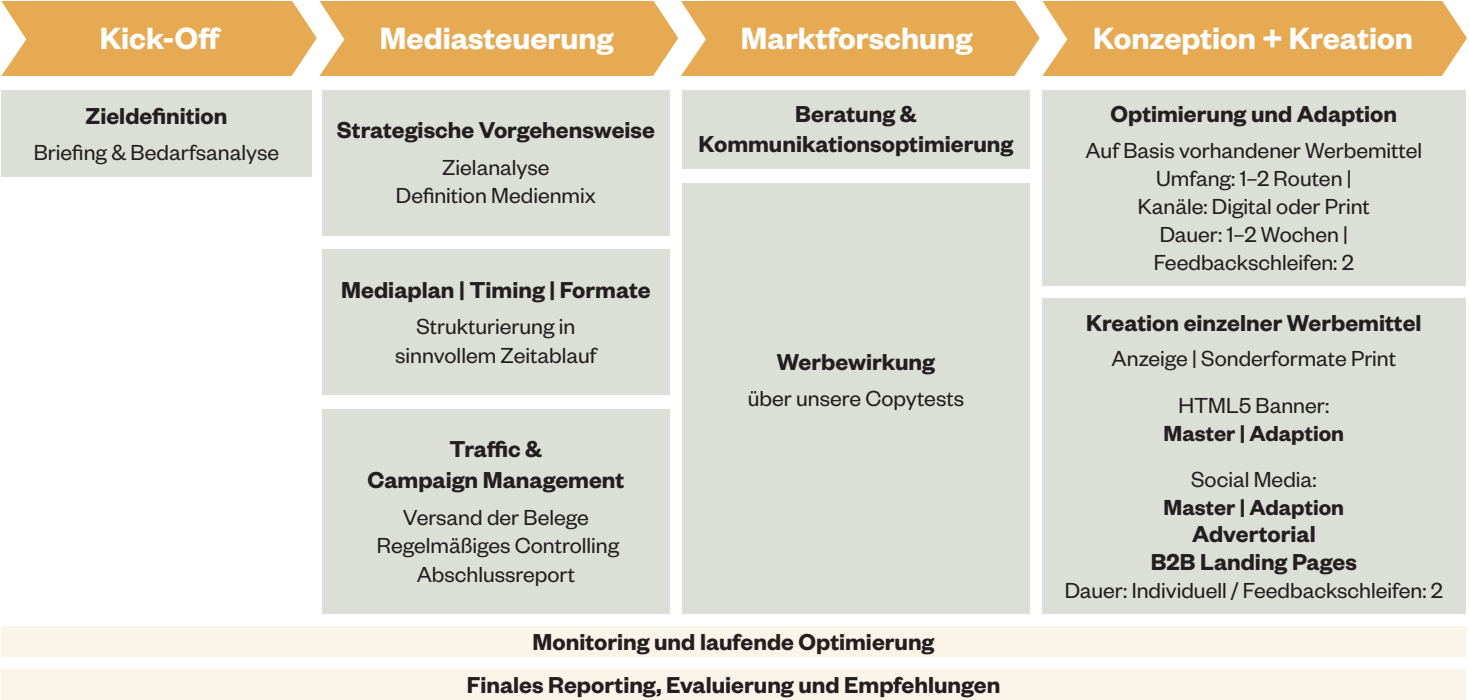 Kick-Off
Mediasteuerung
Marktforschung
Konzeption + Kreation
Zieldefinition
Briefing & Bedarfsanalyse
Strategische Vorgehensweise
Zielanalyse
Definition Medienmix
Mediaplan | Timing | Formate
Strukturierung in
sinnvollem Zeitablauf
Traffic &
Campaign Management
Versand der Belege
Regelmäßiges Controlling
Abschlussreport
Beratung &
Kommunikationsoptimierung
Werbewirkung
über unsere Copytests
Optimierung und Adaption
Auf Basis vorhandener Werbemittel
Umfang: 1–2 Routen |
Kanäle: Digital oder Print
Dauer: 1–2 Wochen |
Feedbackschleifen: 2
Kreation einzelner Werbemittel
Anzeige | Sonderformate Print
HTML5 Banner:
Master | Adaption
Social Media:
Master | Adaption
Advertorial
B2B Landing Pages
Dauer: Individuell / Feedbackschleifen: 2
Monitoring und laufende Optimierung
Finales Reporting, Evaluierung und Empfehlungen